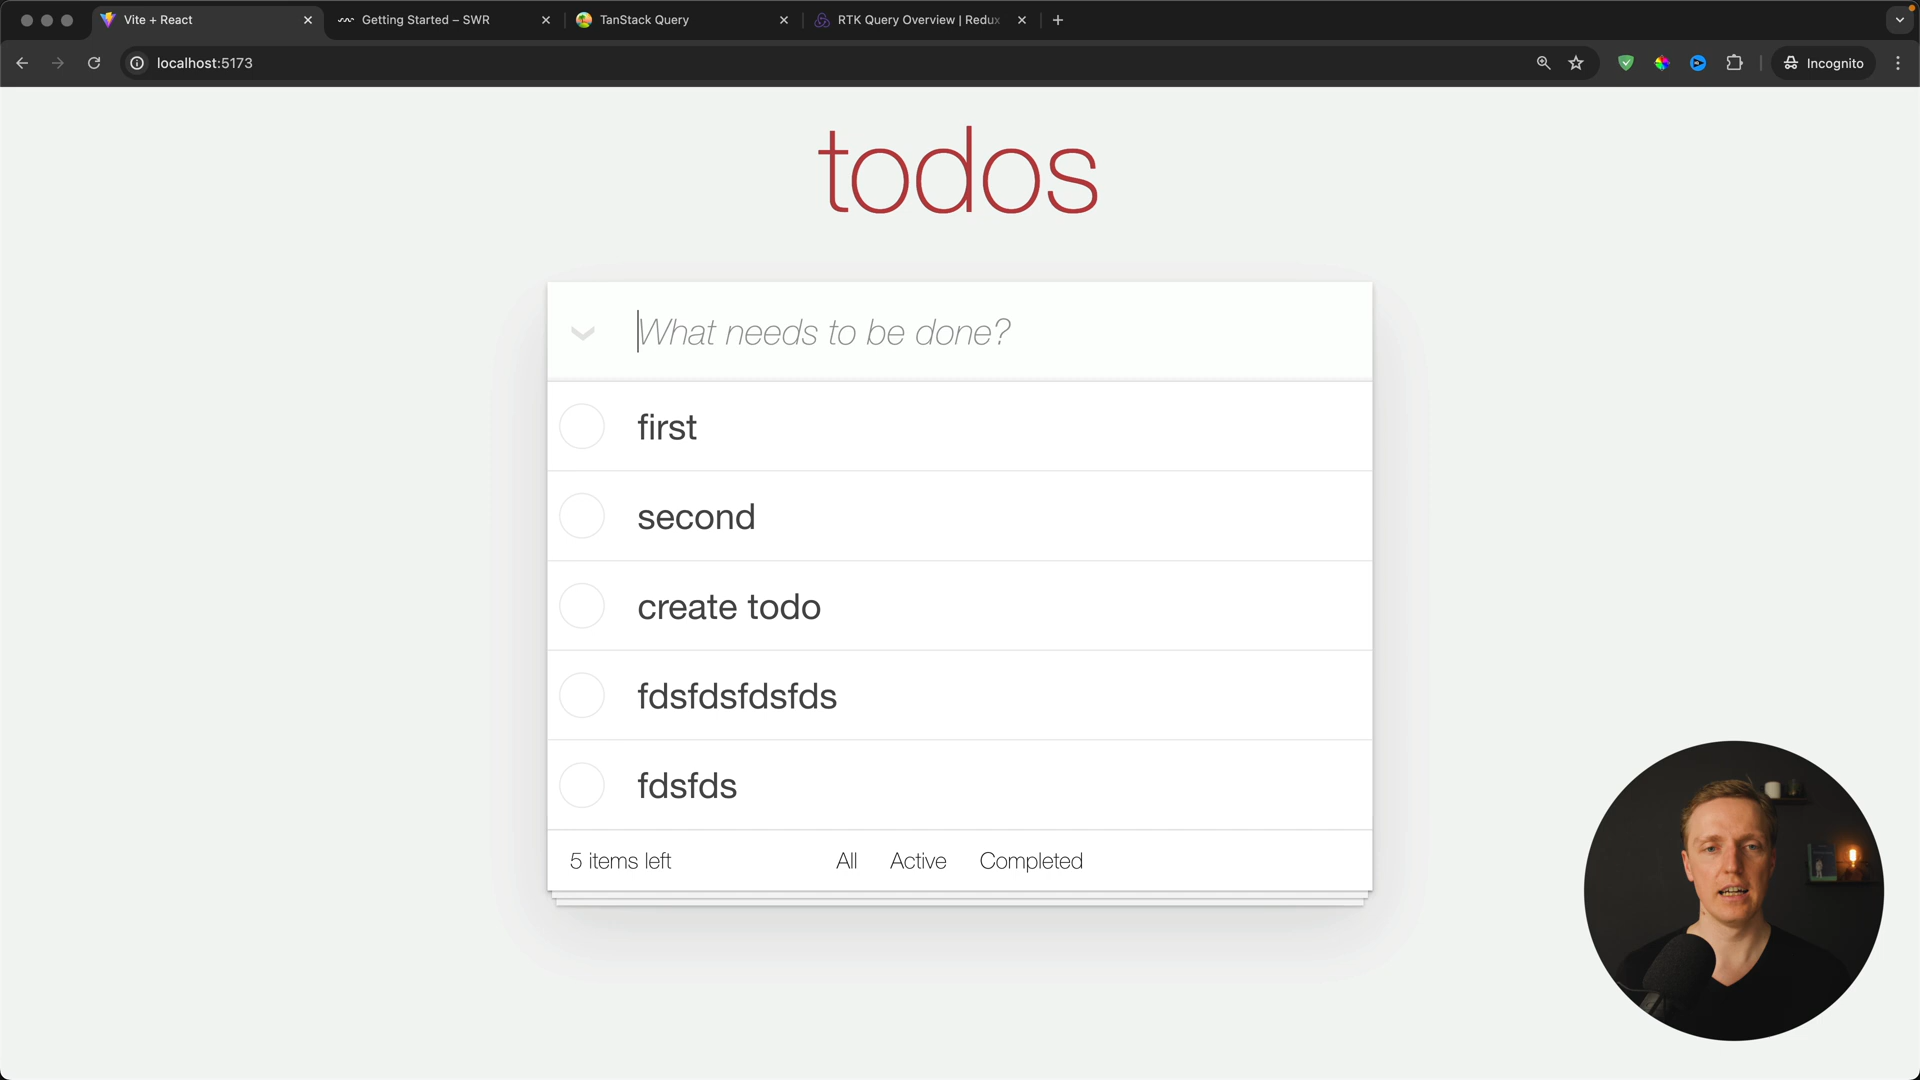 Vite + React
Getting Started – SWR
TanStack Query
RTK Query Overview | Redux
localhost:5173
Incognito
todos
What needs to be done?
first
second
create todo
fdsfdsfdsfds
fdsfds
5 items left
All
Active
Completed